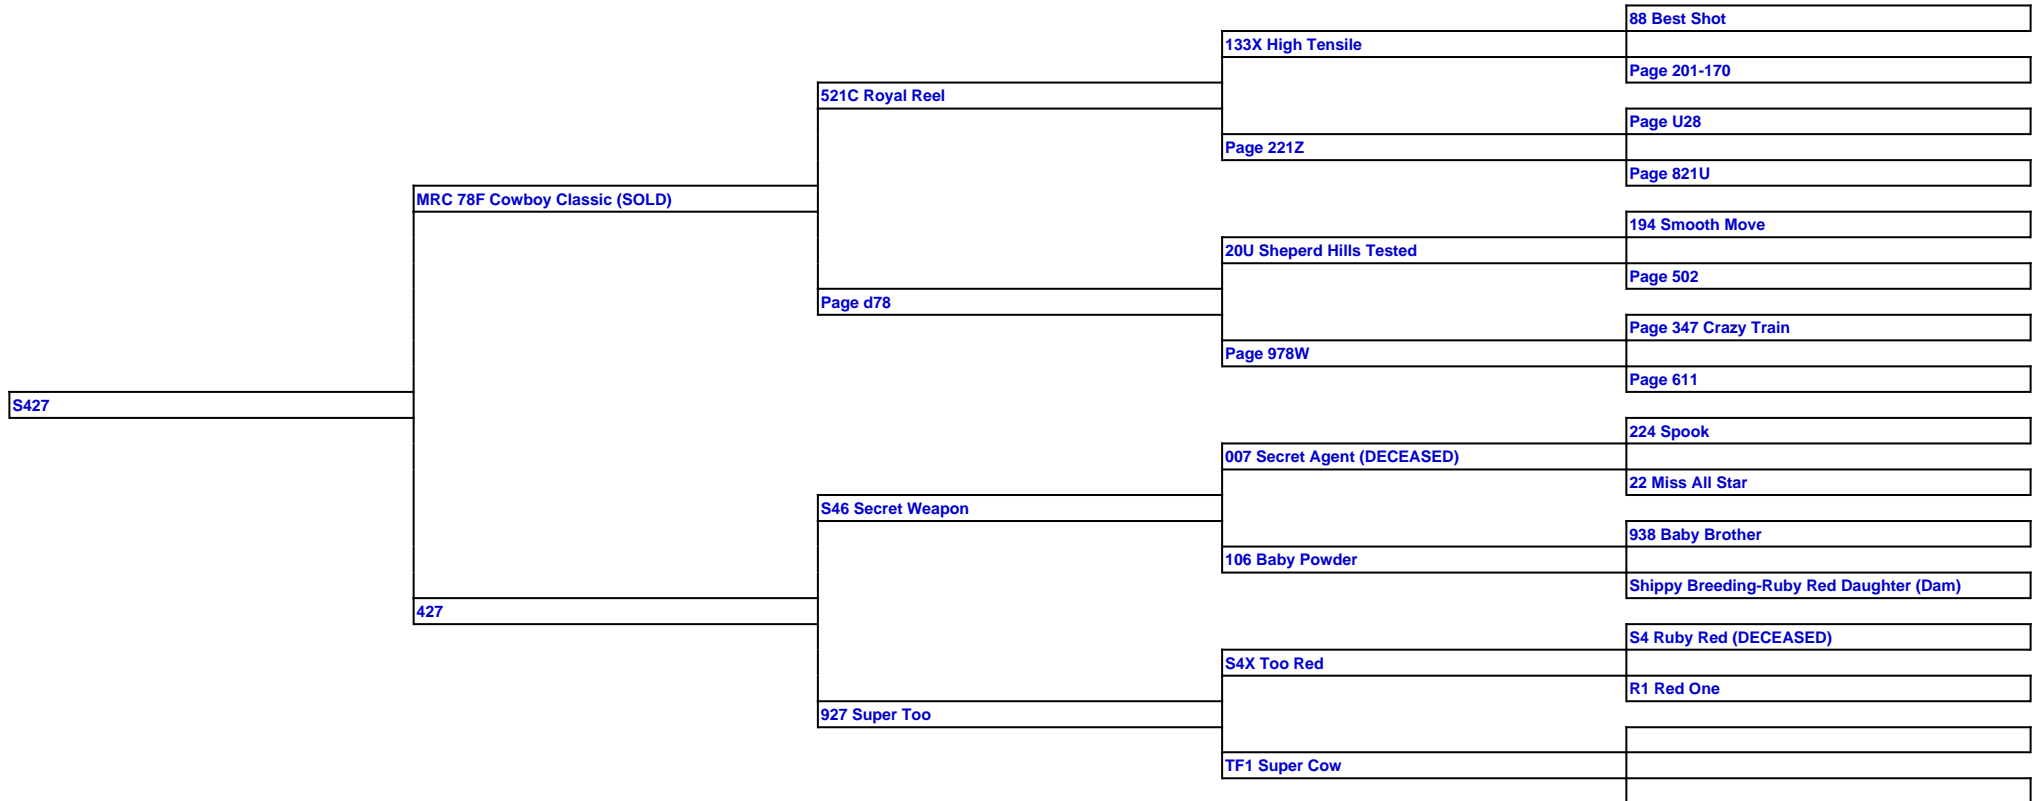 88 Best Shot
133X High Tensile
Page 201-170
521C Royal Reel
Page U28
Page 221Z
Page 821U
MRC 78F Cowboy Classic (SOLD)
194 Smooth Move
20U Sheperd Hills Tested
Page 502
Page d78
Page 347 Crazy Train
Page 978W
Page 611
S427
224 Spook
007 Secret Agent (DECEASED)
22 Miss All Star
S46 Secret Weapon
938 Baby Brother
106 Baby Powder
Shippy Breeding-Ruby Red Daughter (Dam)
427
S4 Ruby Red (DECEASED)
S4X Too Red
R1 Red One
927 Super Too
TF1 Super Cow